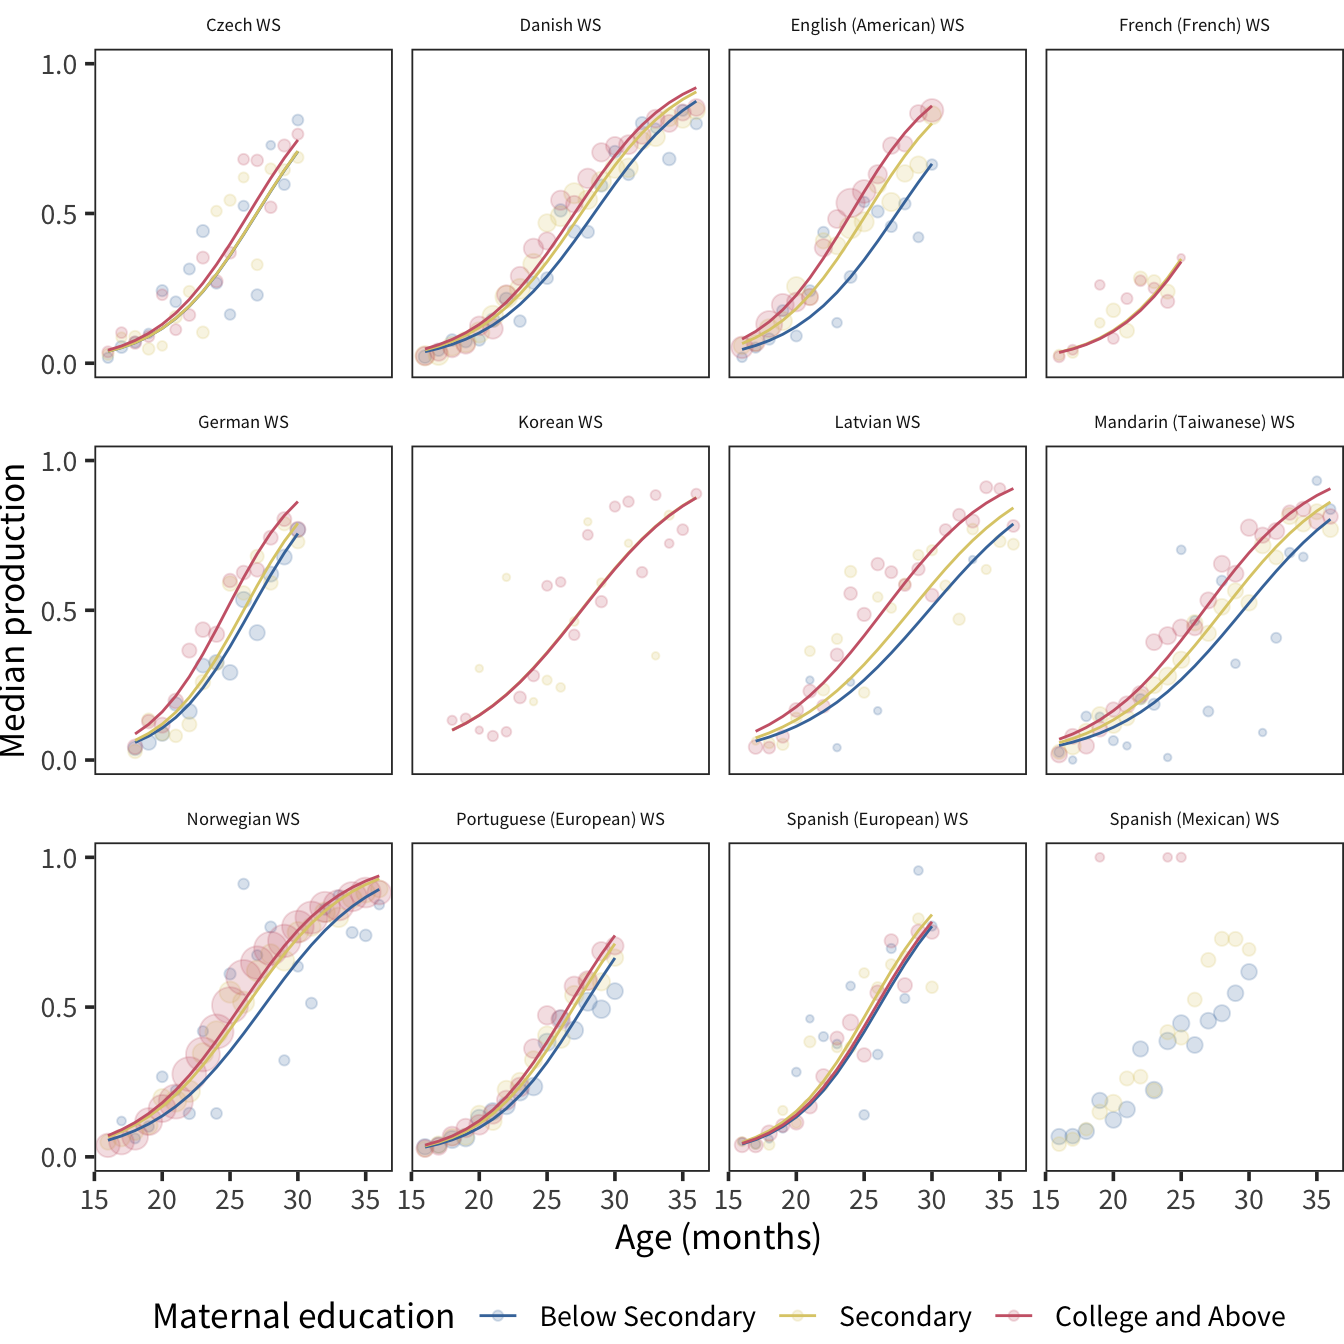 Czech WS
Danish WS
English (American) WS
French (French) WS
1.0
0.5
0.0
German WS
Korean WS
Latvian WS
Mandarin (Taiwanese) WS
1.0
0.5
0.0
Median production
Norwegian WS
Portuguese (European) WS
Spanish (European) WS
Spanish (Mexican) WS
1.0
0.5
0.0
15 20 25 30 35 15 20 25 30 35 15 20 25 30 35 15 20 25 30 35
Age (months)
Maternal education Below Secondary Secondary College and Above